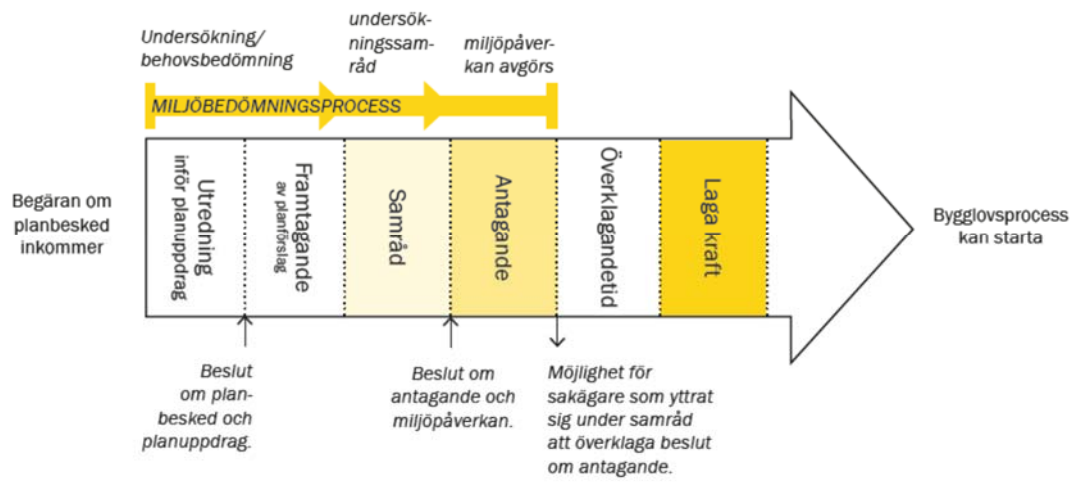 Undersökning/
behovsbedömning
undersök-
ningssam-
råd
miljöpåver-
kan avgörs
MILJÖBEDÖMNINGSPROCESS
Begäran om
planbesked
inkommer
Utredning
inför planuppdrag
Framtagande
av planförslag
Samråd
Antagande
Överklagandetid
Laga kraft
Bygglovsprocess
kan starta
Beslut
om plan-
besked och
planuppdrag.
Beslut om
antagande och
miljöpåverkan.
Möjlighet för
sakägare som yttrat
sig under samråd
att överklaga beslut
om antagande.